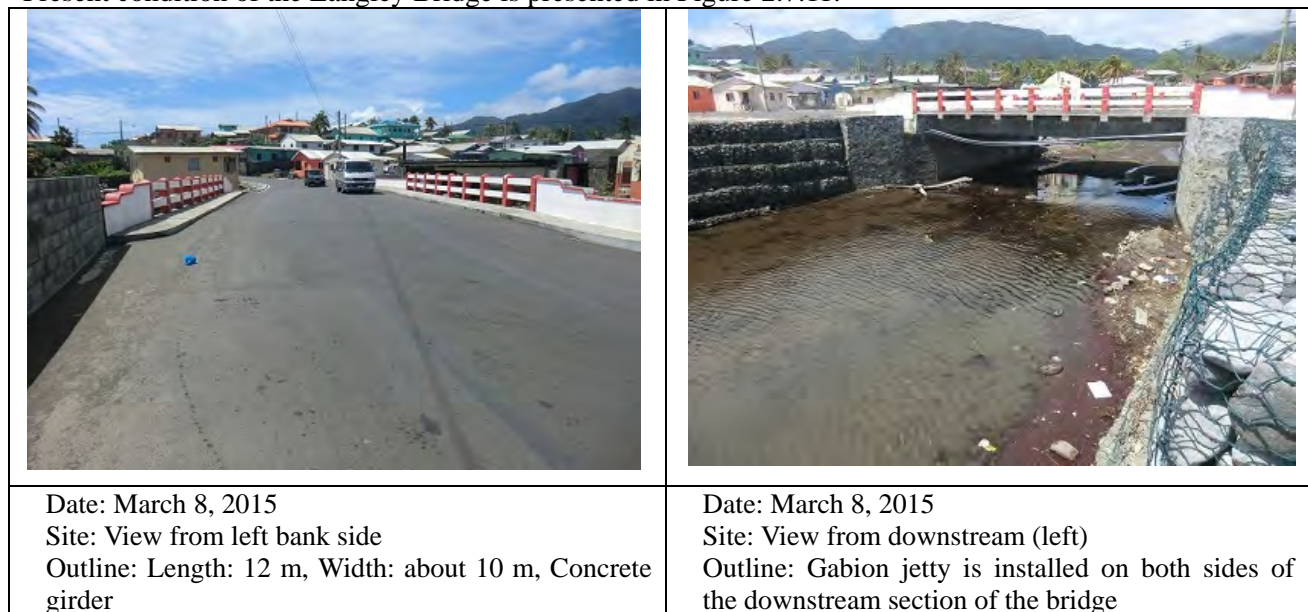 Present condition of the Langley Bridge is presented in Figure 2.7.11.
Date: March 8, 2015
Site: View from left bank side
Outline: Length: 12 m, Width: about 10 m, Concrete
girder
Date: March 8, 2015
Site: View from downstream (left)
Outline: Gabion jetty is installed on both sides of
the downstream section of the bridge